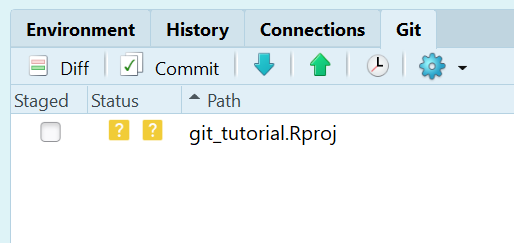 Environment History Connections Git
Diff Commit
Staged Status Path
? ? git_tutorial.Rproj